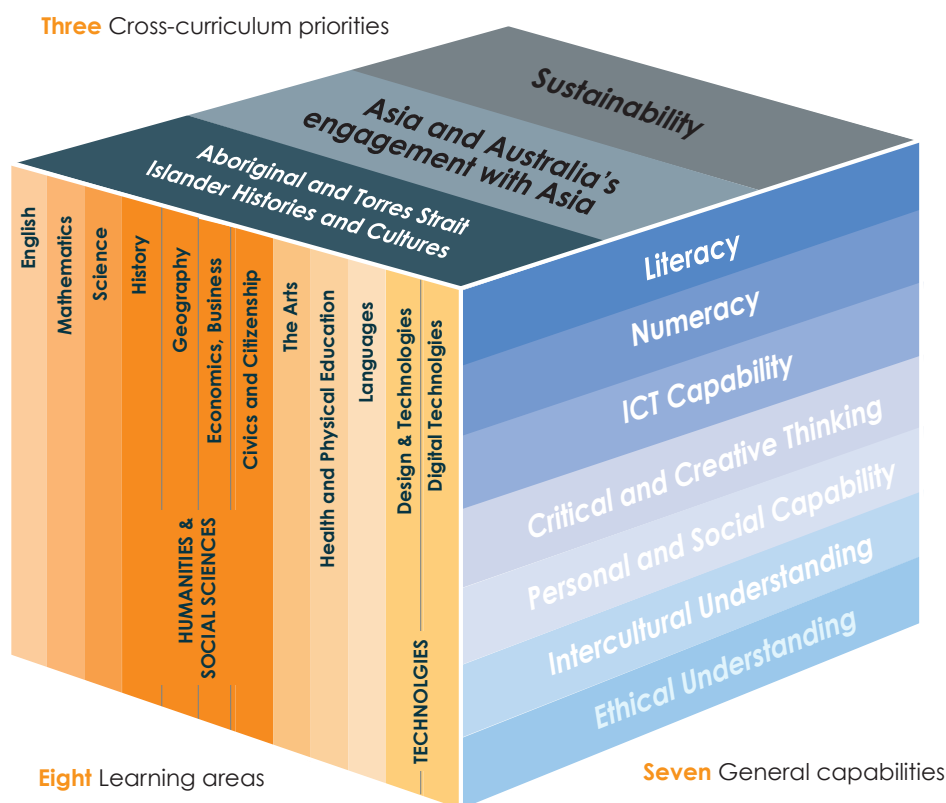 Three Cross-curriculum priorities
Sustainability
Asia and Australia's
engagement with Asia
Aboriginal and Torres Strait
Islander Histories and Cultures
English
Mathematics
Science
History
Geography
Economics, Business
Civics and Citizenship
HUMANITIES &
SOCIAL SCIENCES
The Arts
Health and Physical Education
Languages
Design & Technologies
Digital Technolgies
TECHNOLGIES
Literacy
Numeracy
ICT Capability
Critical and Creative Thinking
Personal and Social Capability
Intercultural Understanding
Ethical Understanding
Eight Learning areas
Seven General capabilities